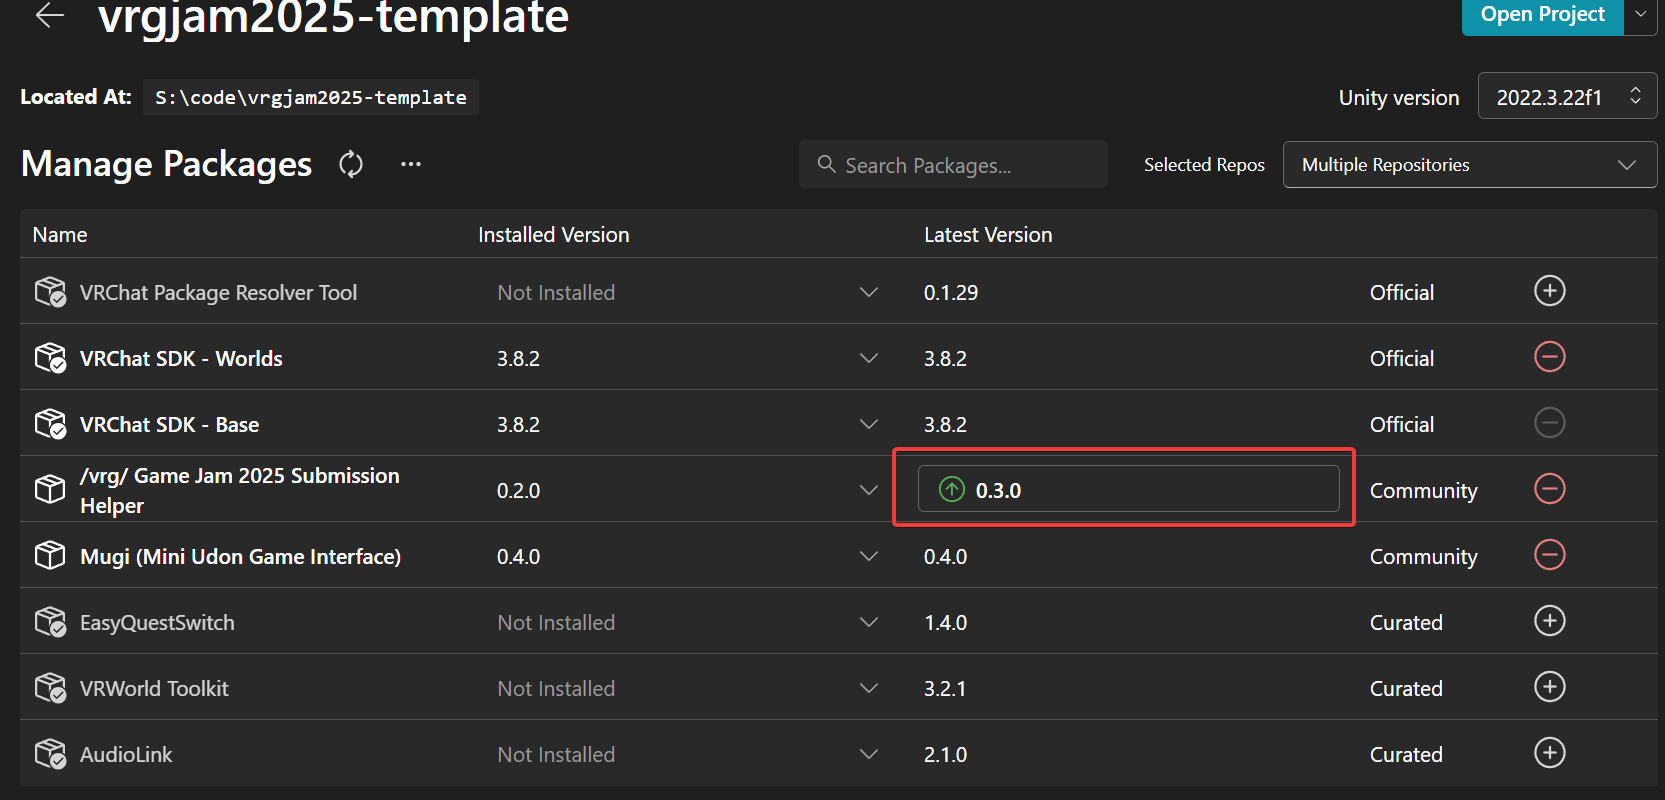 vrgjam2025-template
Open Project
Located At: S:\code\vrgjam2025-template
Unity version 2022.3.22f1
Manage Packages
Search Packages...
Selected Repos Multiple Repositories
Name Installed Version Latest Version
VRChat Package Resolver Tool Not Installed 0.1.29 Official
VRChat SDK - Worlds 3.8.2 3.8.2 Official
VRChat SDK - Base 3.8.2 3.8.2 Official
/vrg/ Game Jam 2025 Submission
Helper 0.2.0 0.3.0 Community
Mugi (Mini Udon Game Interface) 0.4.0 0.4.0 Community
EasyQuestSwitch Not Installed 1.4.0 Curated
VRWorld Toolkit Not Installed 3.2.1 Curated
AudioLink Not Installed 2.1.0 Curated